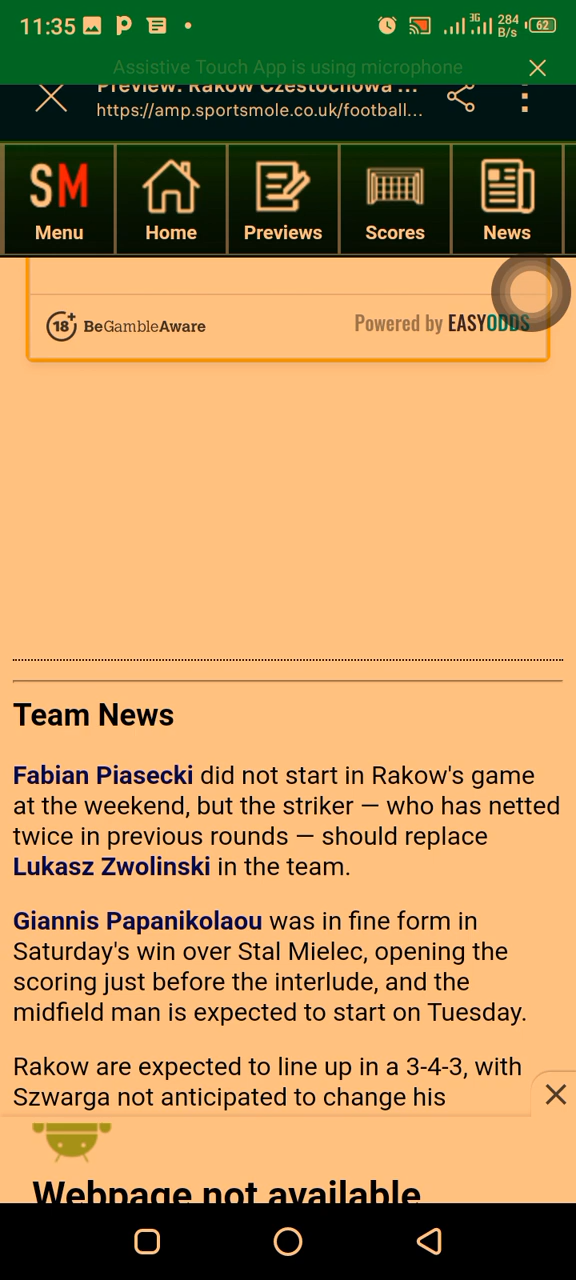 11:35
3G
284 B/s
62
Assistive Touch App is using microphone
Preview: Rakow Czestochowa ...
https://amp.sportsmole.co.uk/football...
SM
Menu
Home
Previews
Scores
News
18+ BeGambleAware
Powered by EASYODDS
Team News
Fabian Piasecki did not start in Rakow's game
at the weekend, but the striker — who has netted
twice in previous rounds — should replace
Lukasz Zwolinski in the team.
Giannis Papanikolaou was in fine form in
Saturday's win over Stal Mielec, opening the
scoring just before the interlude, and the
midfield man is expected to start on Tuesday.
Rakow are expected to line up in a 3-4-3, with
Szwarga not anticipated to change his
Webpage not available